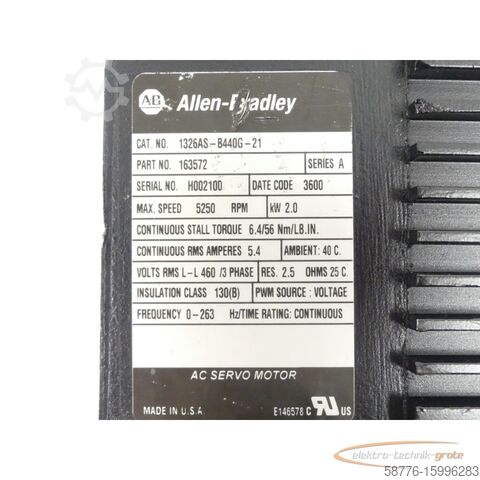 AB Allen-Bradley
CAT. NO. 1326AS-B440G-21
PART NO. 163572 SERIES A
SERIAL NO. H002100 DATE CODE 3600
MAX. SPEED 5250 RPM kW 2.0
CONTINUOUS STALL TORQUE 6.4/56 Nm/LB.IN.
CONTINUOUS RMS AMPERES 5.4 AMBIENT: 40 C.
VOLTS RMS L-L 460 /3 PHASE RES. 2.5 OHMS 25 C.
INSULATION CLASS 130(B) PWM SOURCE : VOLTAGE
FREQUENCY 0-263 Hz/TIME RATING: CONTINUOUS
AC SERVO MOTOR
MADE IN U.S.A. E146578 C RU US
elektro-technik-grote
58776-15996283